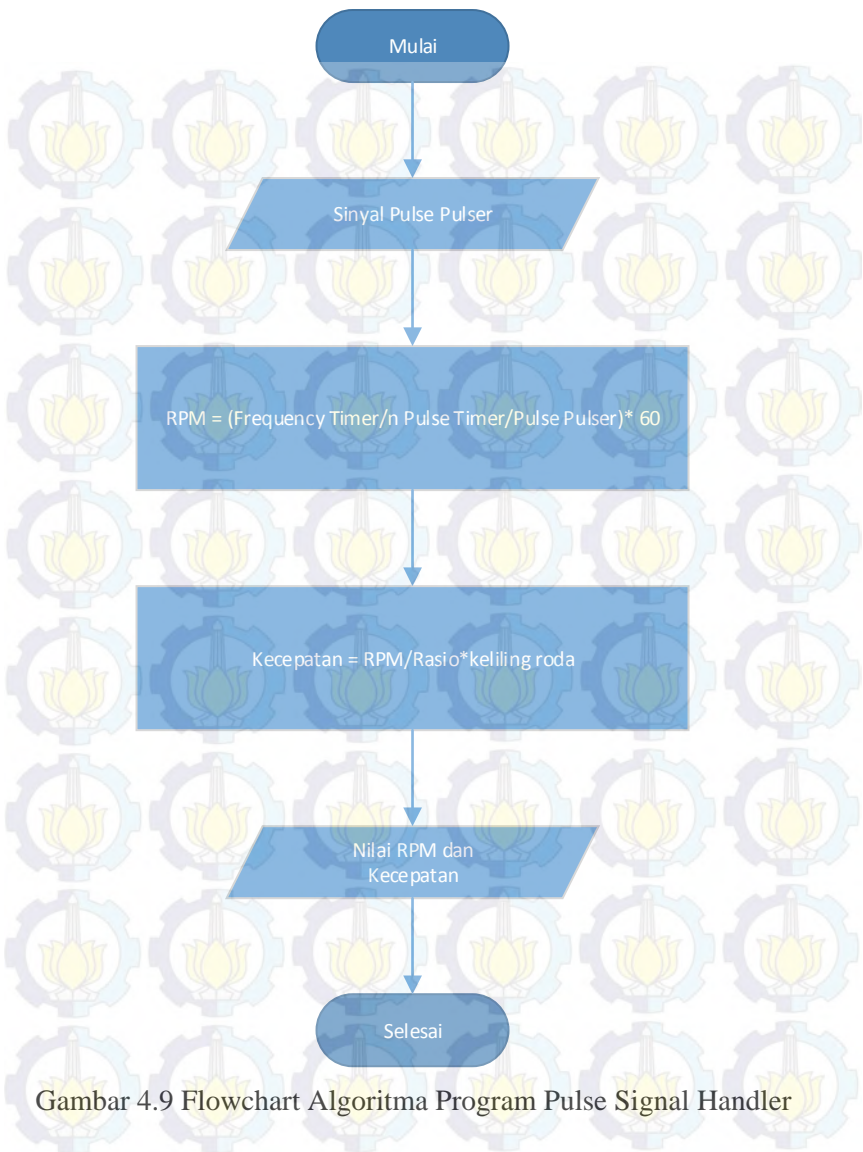 Mulai
Sinyal Pulse Pulser
RPM = (Frequency Timer/n Pulse Timer/Pulse Pulser)* 60
Kecepatan = RPM/Rasio*keliling roda
Nilai RPM dan
Kecepatan
Selesai
Gambar 4.9 Flowchart Algoritma Program Pulse Signal Handler